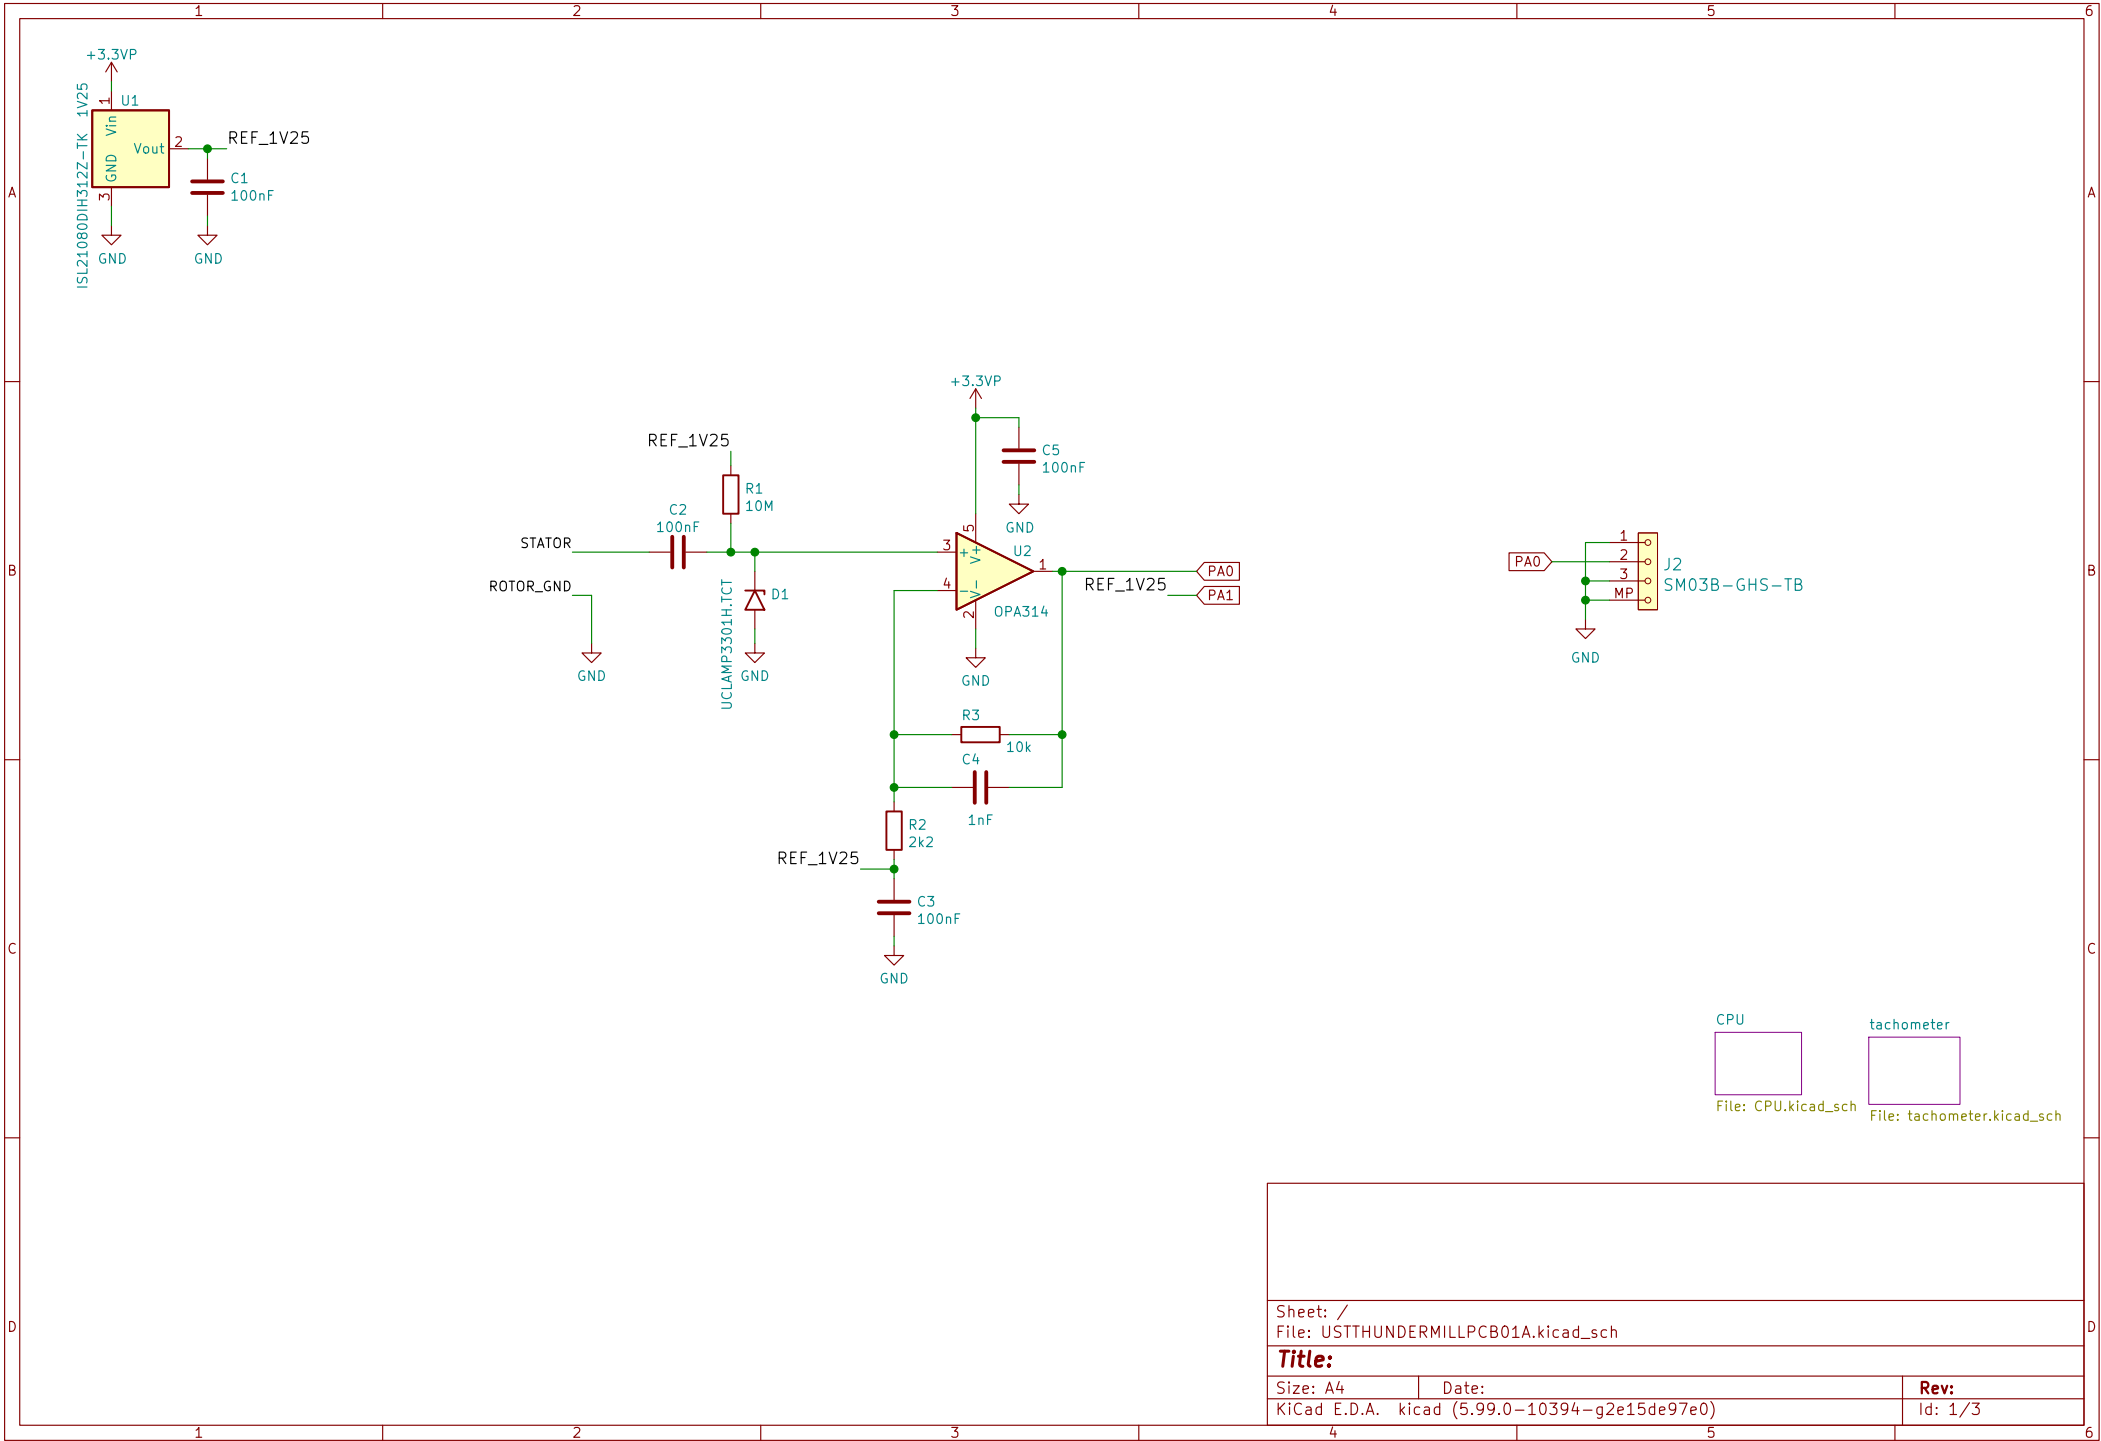 1 2 3 4 5 6
A
B
C
D
A
B
C
D
1 2 3 4 5 6
+3.3VP
U1
ISL21080DIH312Z-TK 1V25
1
Vin
Vout
2
GND
3
REF_1V25
C1
100nF
GND
GND
+3.3VP
C5
100nF
GND
REF_1V25
R1
10M
C2
100nF
STATOR
ROTOR_GND
GND
D1
UCLAMP3301H.TCT
GND
3
+
4
-
5
V+
V-
2
U2
1
OPA314
GND
REF_1V25
PA0
PA1
R3
10k
C4
1nF
R2
2k2
REF_1V25
C3
100nF
GND
PA0
1
2
3
MP
J2
SM03B-GHS-TB
GND
CPU
File: CPU.kicad_sch
tachometer
File: tachometer.kicad_sch
Sheet: /
File: USTTHUNDERMILLPCB01A.kicad_sch
Title:
Size: A4
Date:
Rev:
KiCad E.D.A. kicad (5.99.0-10394-g2e15de97e0)
Id: 1/3